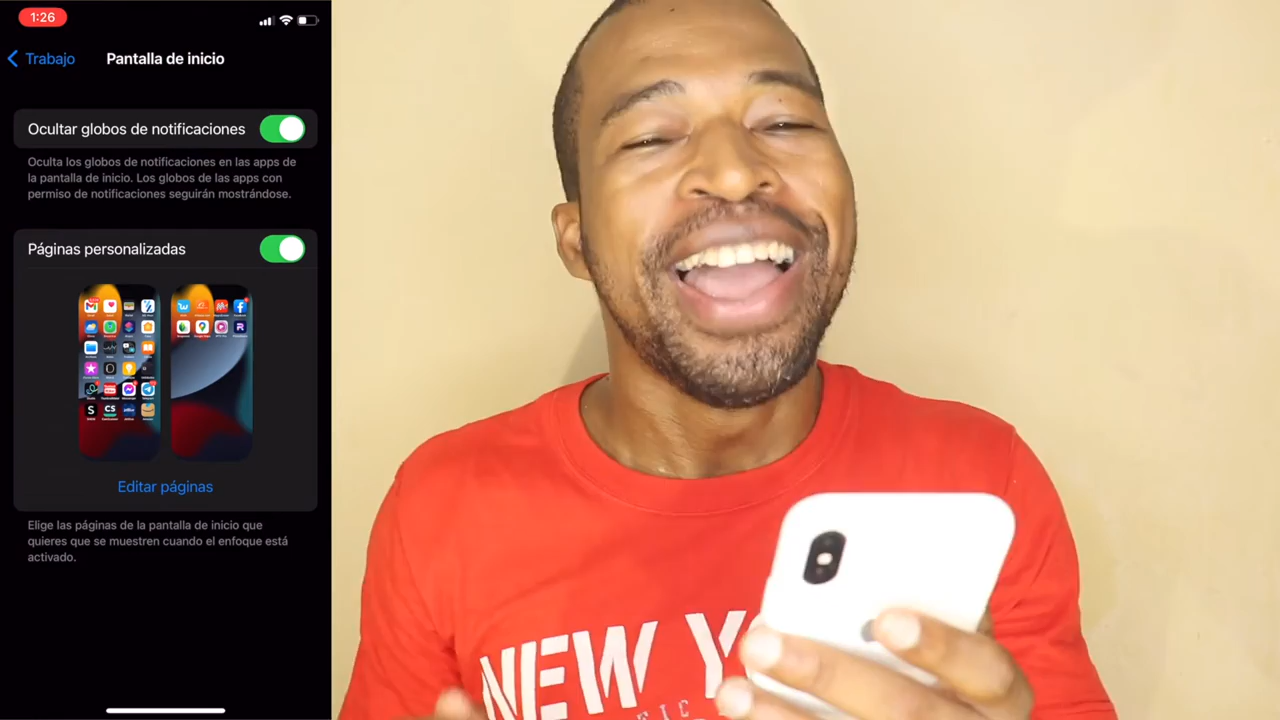 1:26
Trabajo
Pantalla de inicio
Ocultar globos de notificaciones
Oculta los globos de notificaciones en las apps de
la pantalla de inicio. Los globos de las apps con
permiso de notificaciones seguirán mostrándose.
Páginas personalizadas
S CS
Editar páginas
Elige las páginas de la pantalla de inicio que
quieres que se muestren cuando el enfoque está
activado.
NEW Y
FIC